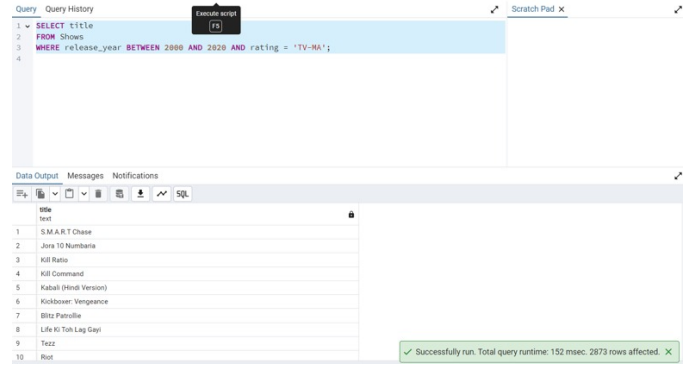 Query Query History
Execute script
F5
Scratch Pad
1 SELECT title
2 FROM Shows
3 WHERE release_year BETWEEN 2000 AND 2020 AND rating = 'TV-MA';
4
Data Output Messages Notifications
SQL
title
text
1 S.M.A.R.T Chase
2 Jora 10 Numbaria
3 Kill Ratio
4 Kill Command
5 Kabali (Hindi Version)
6 Kickboxer: Vengeance
7 Blitz Patrollie
8 Life Ki Toh Lag Gayi
9 Tezz
10 Riot
Successfully run. Total query runtime: 152 msec. 2873 rows affected.